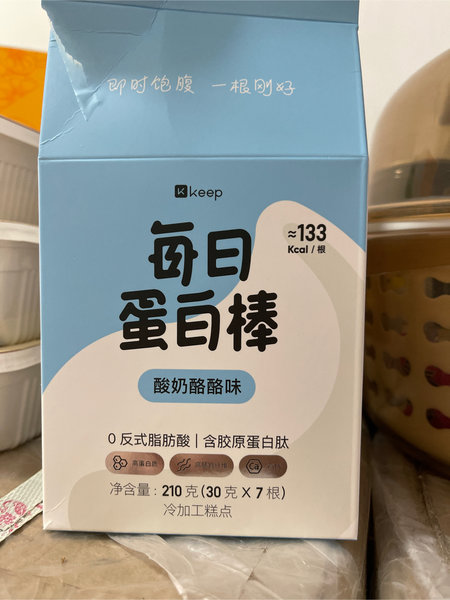 即时饱腹 一根刚好
keep
≈133
Kcal / 根
每日
蛋白棒
酸奶酪酪味
0 反式脂肪酸 | 含胶原蛋白肽
高蛋白质
Ca
净含量: 210 克 (30 克 X 7 根)
冷加工糕点